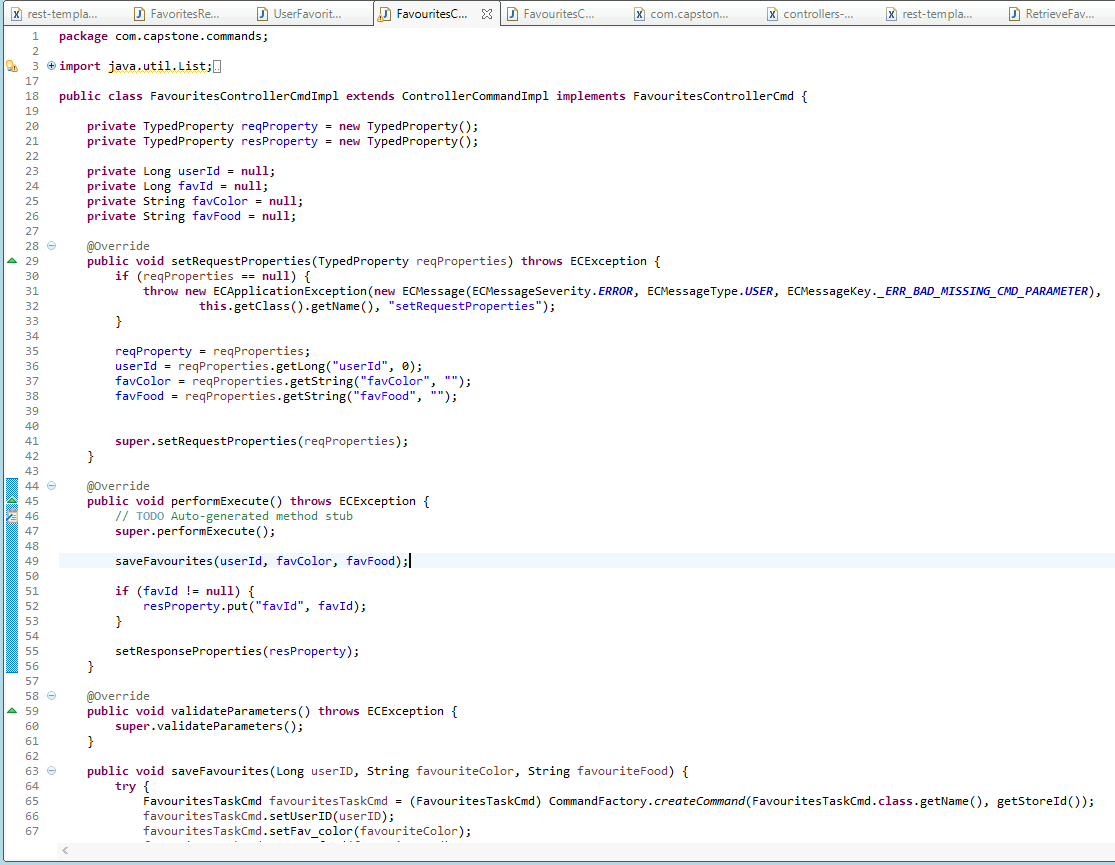 rest-templa...
FavoritesRe...
UserFavorit...
FavouritesC...
FavouritesC...
com.capston...
controllers-...
rest-templa...
RetrieveFav...
1 package com.capstone.commands;
2
3 import java.util.List;
17
18 public class FavouritesControllerCmdImpl extends ControllerCommandImpl implements FavouritesControllerCmd {
19
20     private TypedProperty reqProperty = new TypedProperty();
21     private TypedProperty resProperty = new TypedProperty();
22
23     private Long userId = null;
24     private Long favId = null;
25     private String favColor = null;
26     private String favFood = null;
27
28     @Override
29     public void setRequestProperties(TypedProperty reqProperties) throws ECException {
30         if (reqProperties == null) {
31             throw new ECApplicationException(new ECMessage(ECMessageSeverity.ERROR, ECMessageType.USER, ECMessageKey._ERR_BAD_MISSING_CMD_PARAMETER),
32                     this.getClass().getName(), "setRequestProperties");
33         }
34
35         reqProperty = reqProperties;
36         userId = reqProperties.getLong("userId", 0);
37         favColor = reqProperties.getString("favColor", "");
38         favFood = reqProperties.getString("favFood", "");
39
40
41         super.setRequestProperties(reqProperties);
42     }
43
44     @Override
45     public void performExecute() throws ECException {
46         // TODO Auto-generated method stub
47         super.performExecute();
48
49         saveFavourites(userId, favColor, favFood);
50
51         if (favId != null) {
52             resProperty.put("favId", favId);
53         }
54
55         setResponseProperties(resProperty);
56     }
57
58     @Override
59     public void validateParameters() throws ECException {
60         super.validateParameters();
61     }
62
63     public void saveFavourites(Long userID, String favouriteColor, String favouriteFood) {
64         try {
65             FavouritesTaskCmd favouritesTaskCmd = (FavouritesTaskCmd) CommandFactory.createCommand(FavouritesTaskCmd.class.getName(), getStoreId());
66             favouritesTaskCmd.setUserID(userID);
67             favouritesTaskCmd.setFav_color(favouriteColor);